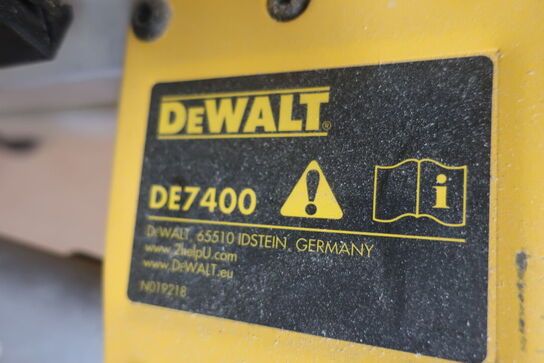 DEWALT®
DE7400
DEWALT, 65510 IDSTEIN, GERMANY
www.2helpU.com
www.DEWALT.eu
N019218